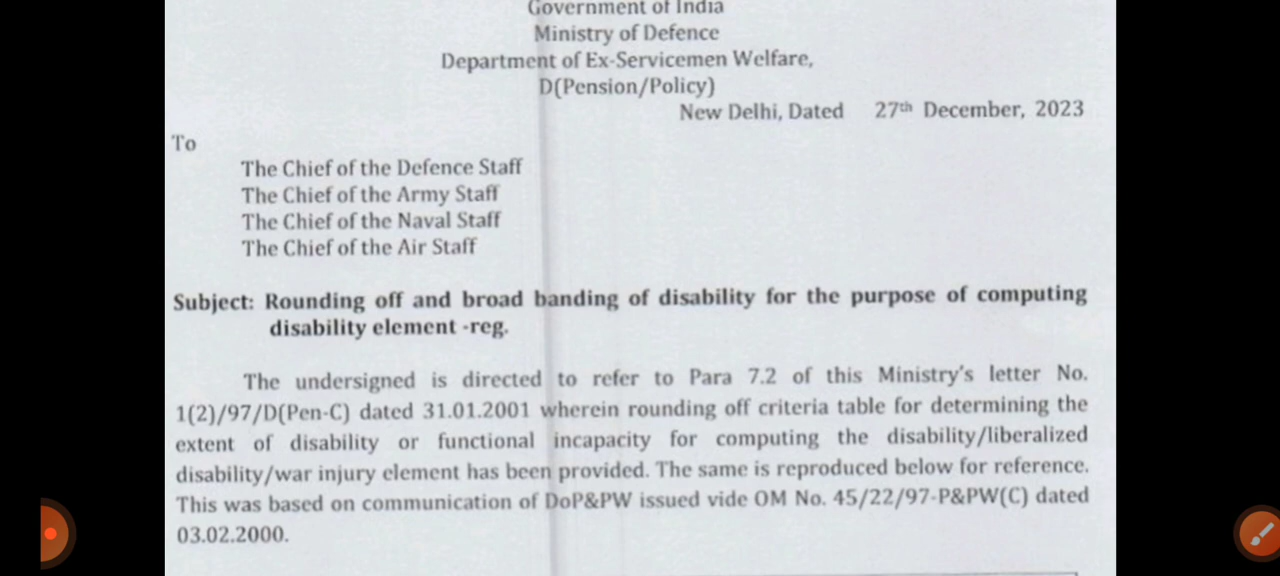 Government of India
Ministry of Defence
Department of Ex-Servicemen Welfare,
D(Pension/Policy)
New Delhi, Dated 27th December, 2023
To
The Chief of the Defence Staff
The Chief of the Army Staff
The Chief of the Naval Staff
The Chief of the Air Staff
Subject: Rounding off and broad banding of disability for the purpose of computing
disability element -reg.
The undersigned is directed to refer to Para 7.2 of this Ministry's letter No.
1(2)/97/D(Pen-C) dated 31.01.2001 wherein rounding off criteria table for determining the
extent of disability or functional incapacity for computing the disability/liberalized
disability/war injury element has been provided. The same is reproduced below for reference.
This was based on communication of DoP&PW issued vide OM No. 45/22/97-P&PW(C) dated
03.02.2000.